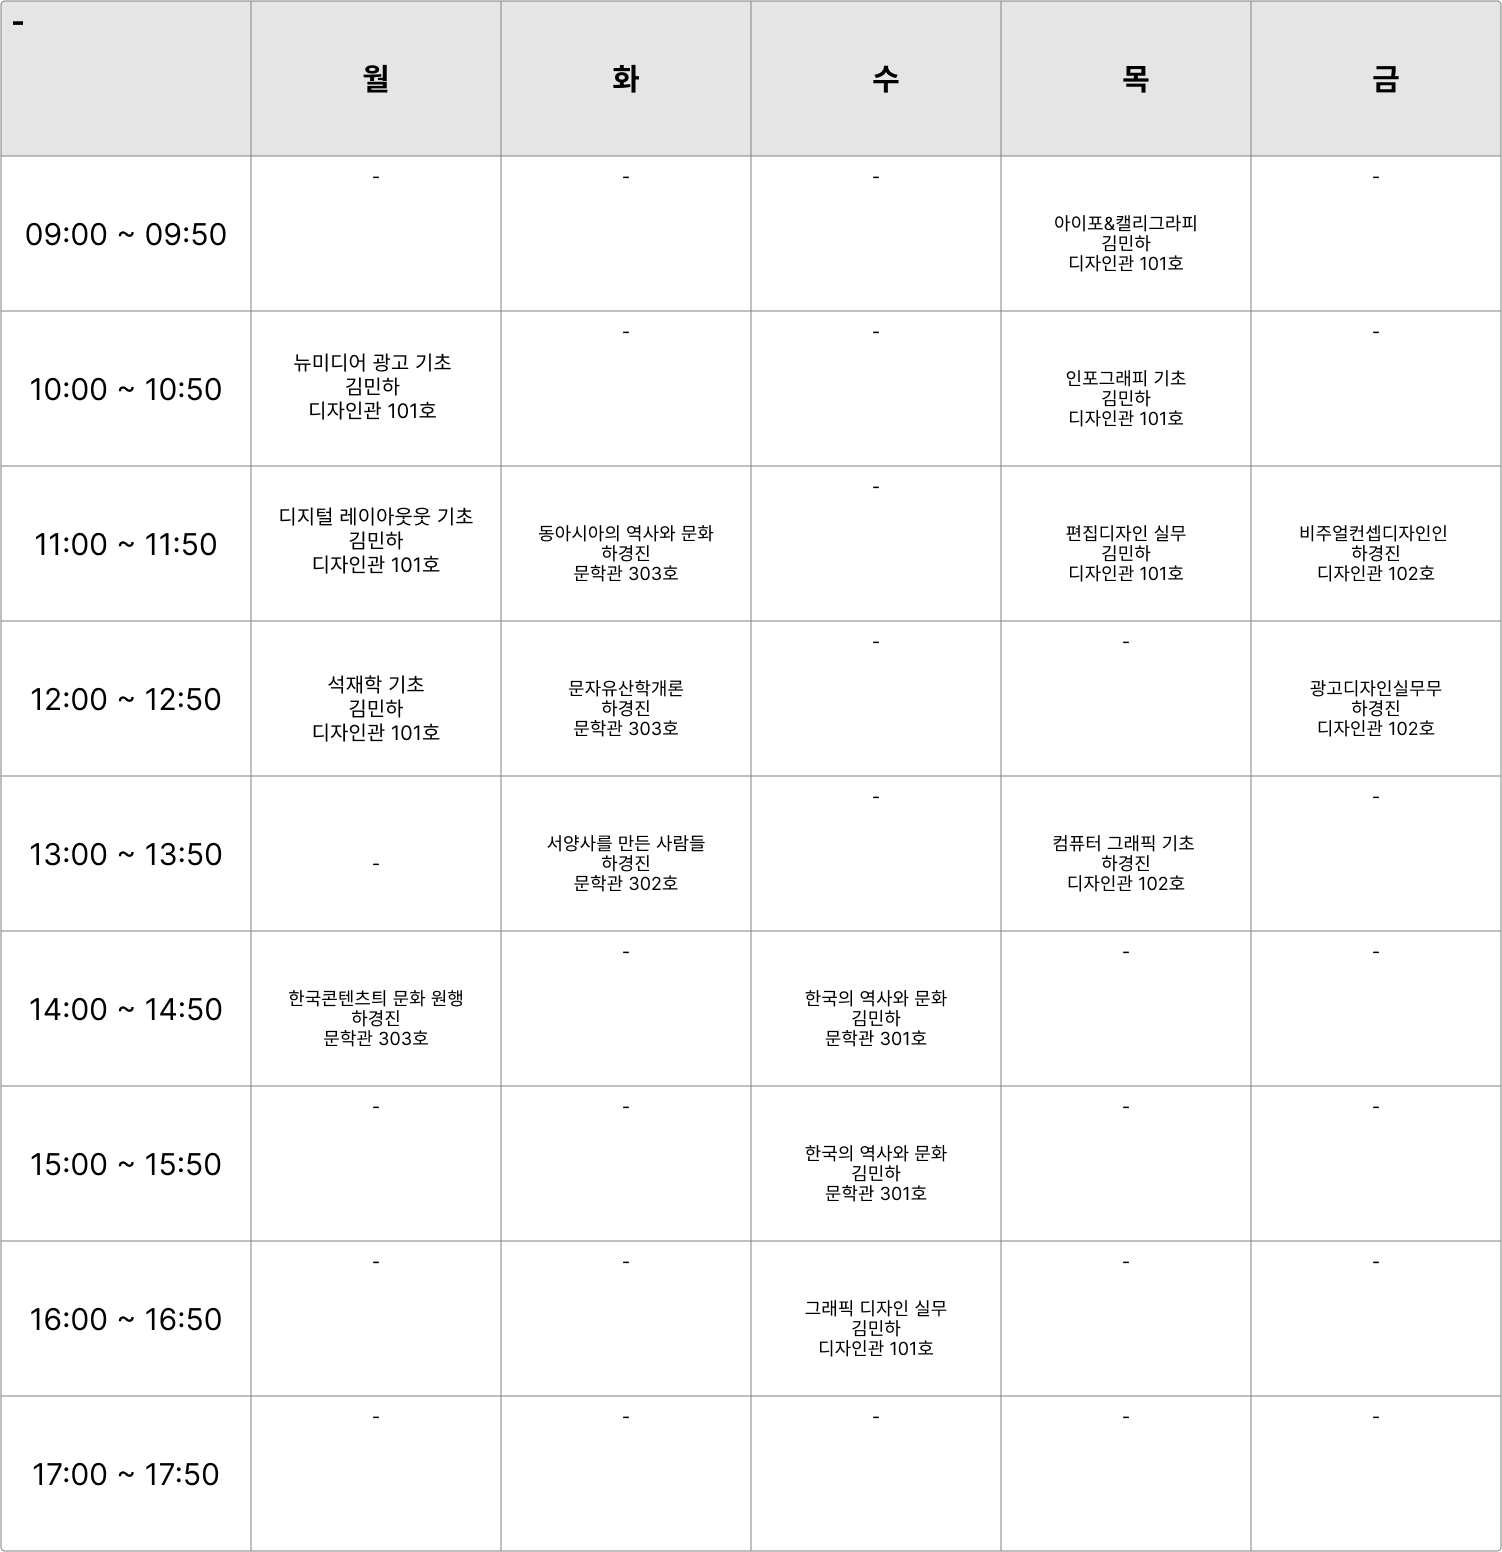 -
월 화 수 목 금
09:00 ~ 09:50
-
-
-
아이포&캘리그라피
김민하
디자인관 101호
-
10:00 ~ 10:50
뉴미디어 광고 기초
김민하
디자인관 101호
-
-
인포그래피 기초
김민하
디자인관 101호
-
11:00 ~ 11:50
디지털 레이아웃웃 기초
김민하
디자인관 101호
동아시아의 역사와 문화
하경진
문학관 303호
-
편집디자인 실무
김민하
디자인관 101호
비주얼컨셉디자인인
하경진
디자인관 102호
12:00 ~ 12:50
석재학 기초
김민하
디자인관 101호
문자유산학개론
하경진
문학관 303호
-
-
광고디자인실무무
하경진
디자인관 102호
13:00 ~ 13:50
-
서양사를 만든 사람들
하경진
문학관 302호
-
컴퓨터 그래픽 기초
하경진
디자인관 102호
-
14:00 ~ 14:50
한국콘텐츠틔 문화 원행
하경진
문학관 303호
-
한국의 역사와 문화
김민하
문학관 301호
-
-
15:00 ~ 15:50
-
-
한국의 역사와 문화
김민하
문학관 301호
-
-
16:00 ~ 16:50
-
-
그래픽 디자인 실무
김민하
디자인관 101호
-
-
17:00 ~ 17:50
-
-
-
-
-